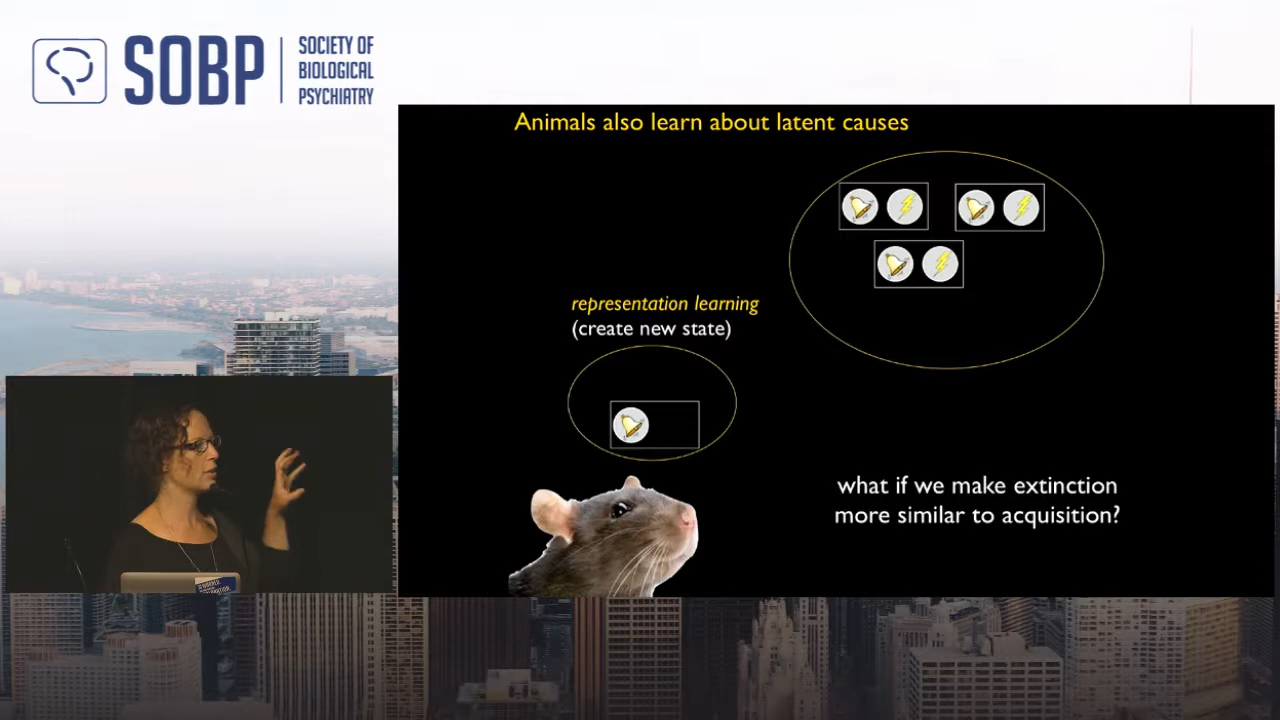 SOBP
SOCIETY OF
BIOLOGICAL
PSYCHIATRY
Animals also learn about latent causes
representation learning
(create new state)
what if we make extinction
more similar to acquisition?